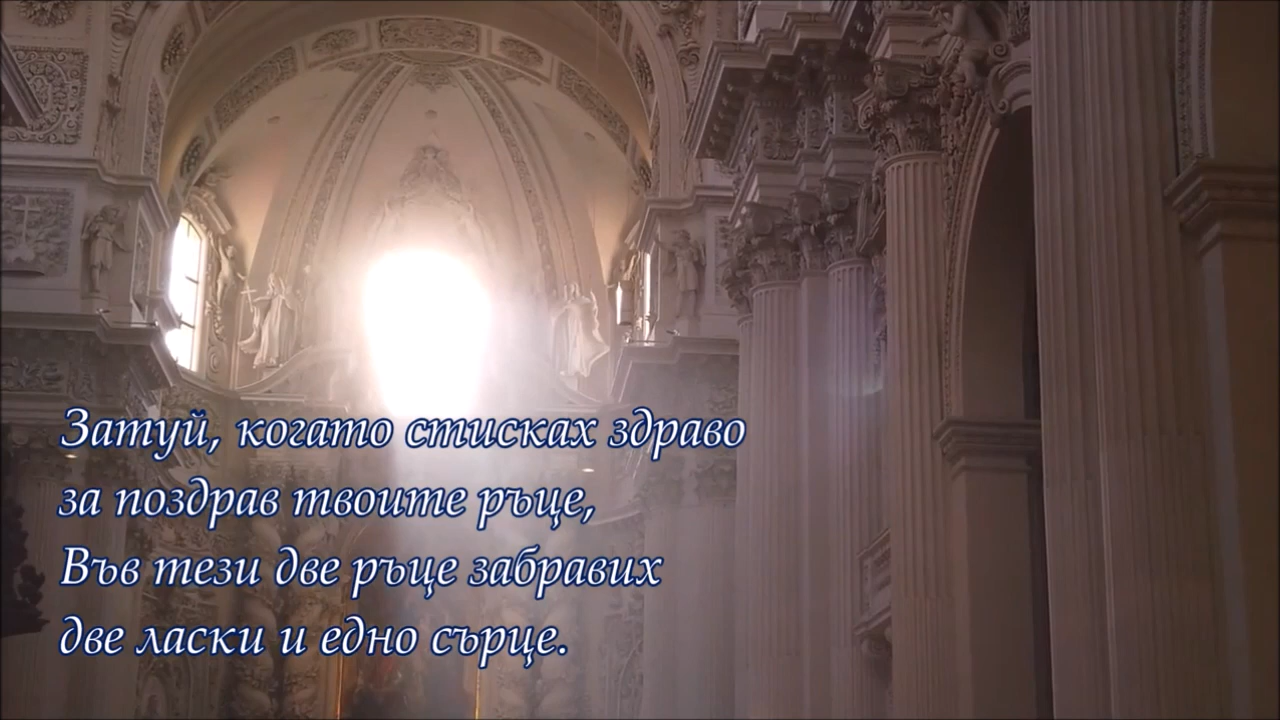 Затуй, когато стисках здраво
за поздрав твоите ръце,
Във тези две ръце забравих
две ласки и едно сърце.